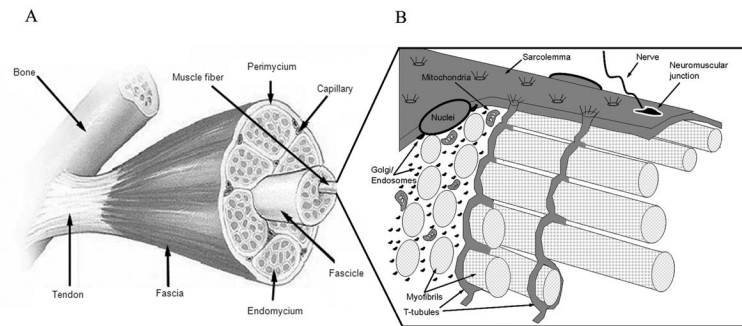 A
B
Bone
Muscle fiber
Perimycium
Capillary
Tendon
Fascia
Endomycium
Fascicle
Sarcolemma
Nerve
Neuromuscular
junction
Mitochondria
Nuclei
Golgi/
Endosomes
Myofibrils
T-tubules